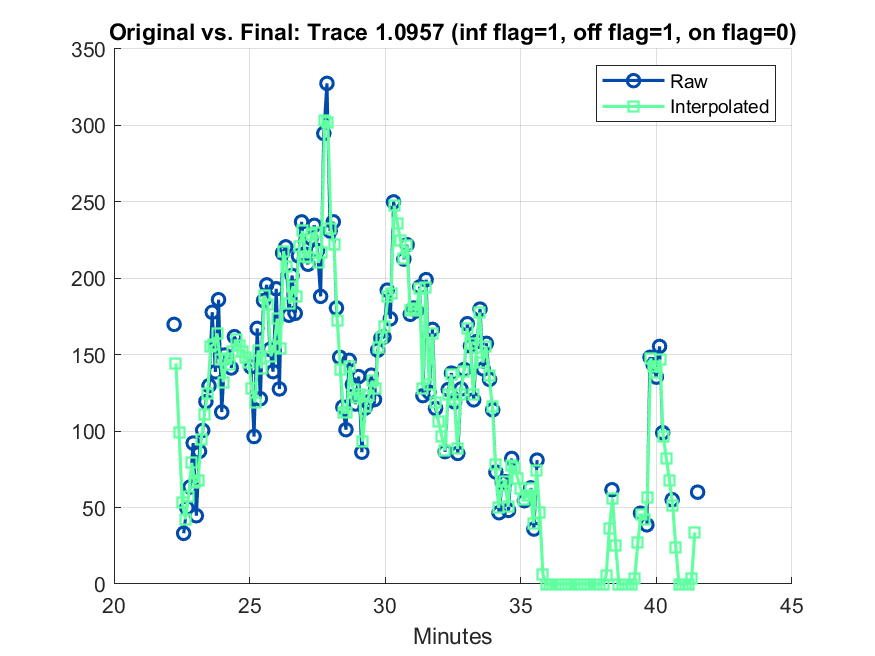 Original vs. Final: Trace 1.0957 (inf flag=1, off flag=1, on flag=0)
350
300
250
200
150
100
50
0
Raw
Interpolated
20 25 30 35 40 45
Minutes